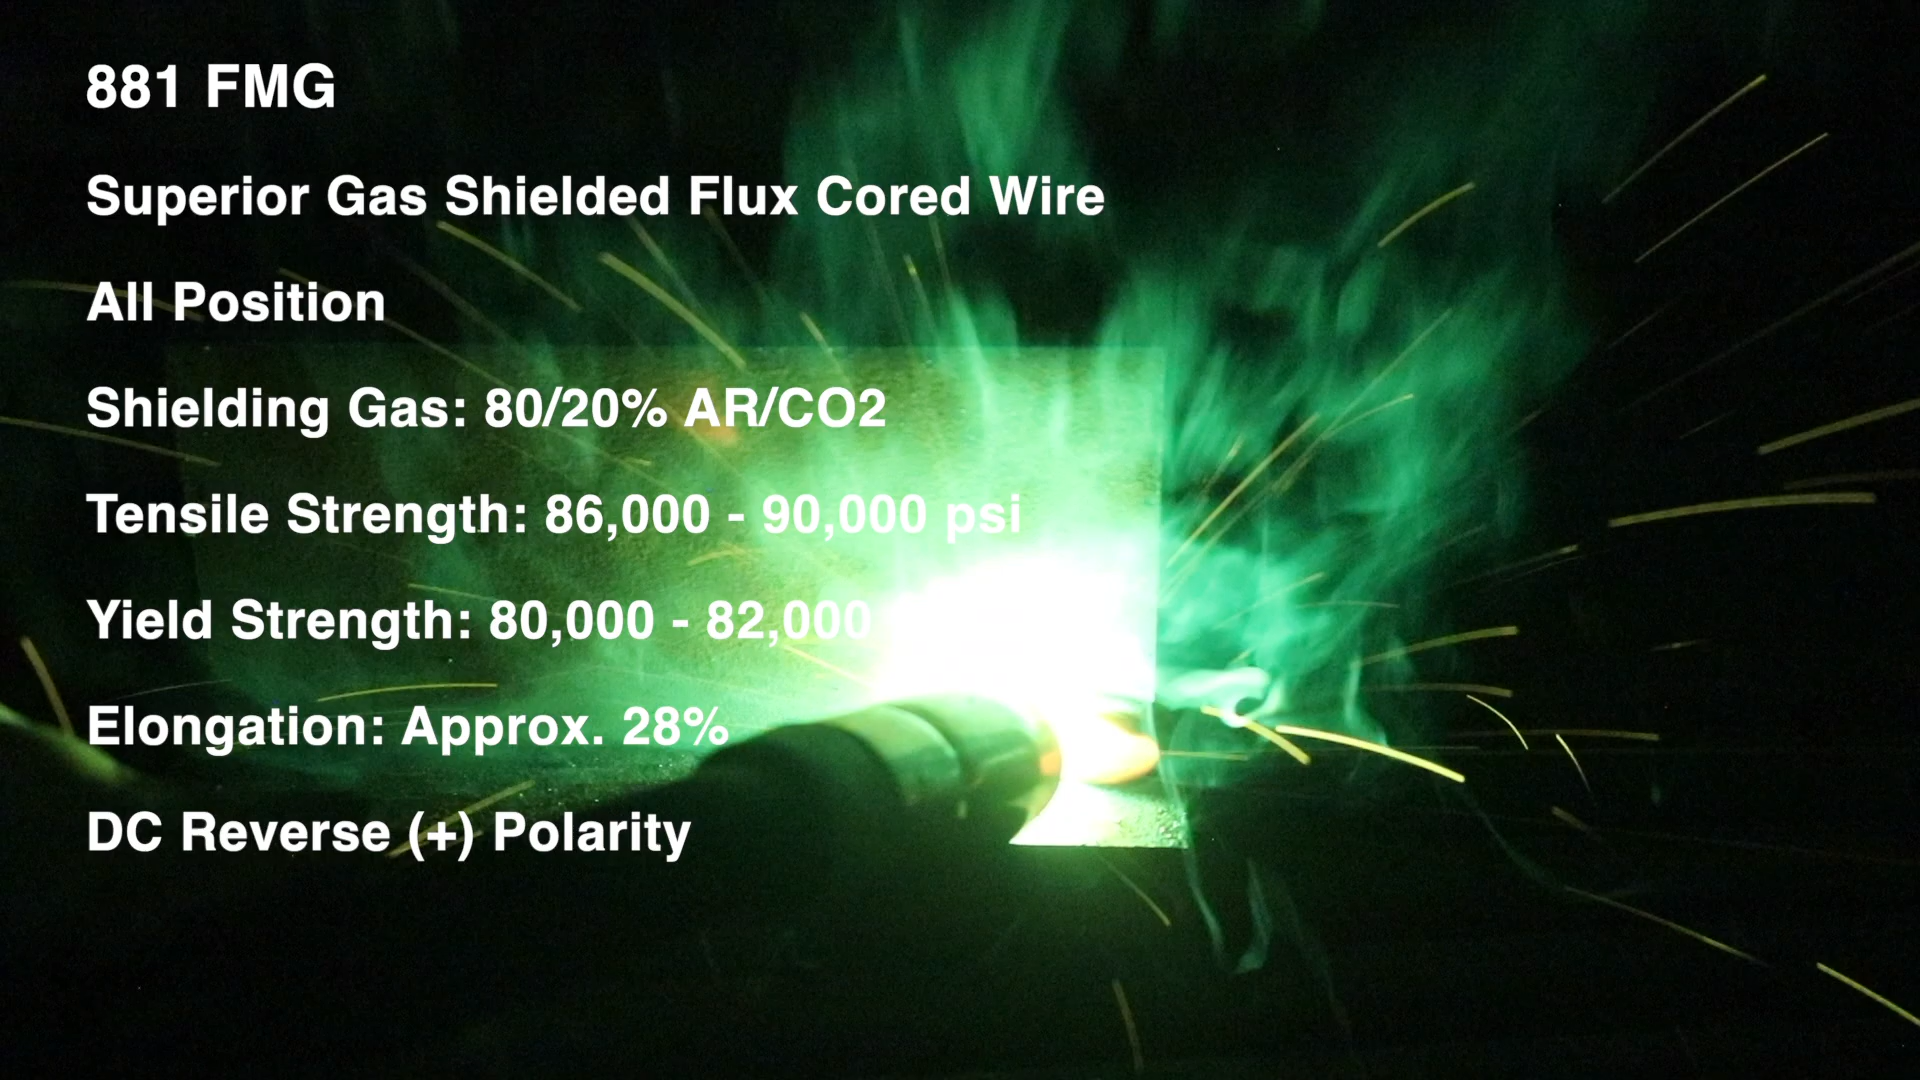 881 FMG
Superior Gas Shielded Flux Cored Wire
All Position
Shielding Gas: 80/20% AR/CO2
Tensile Strength: 86,000 - 90,000 psi
Yield Strength: 80,000 - 82,000
Elongation: Approx. 28%
DC Reverse (+) Polarity